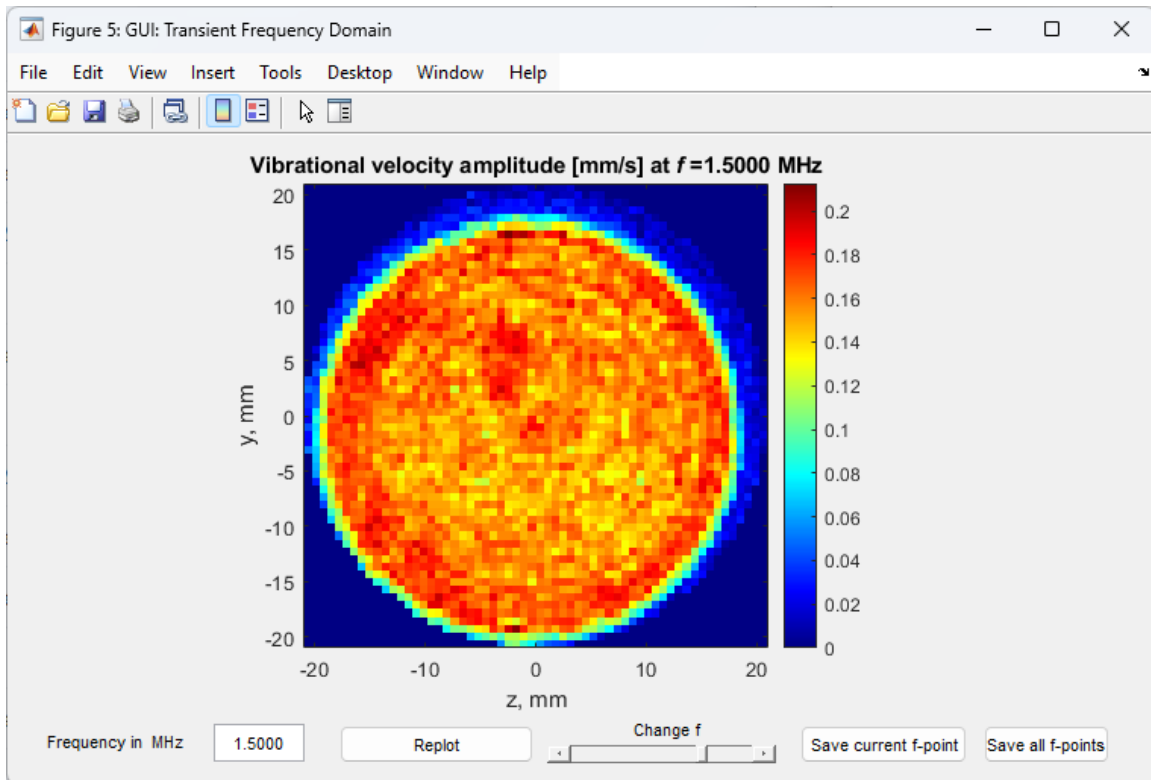 Figure 5: GUI: Transient Frequency Domain
File Edit View Insert Tools Desktop Window Help
Vibrational velocity amplitude [mm/s] at f =1.5000 MHz
20
15
10
5
0
-5
-10
-15
-20
y, mm
-20 -10 0 10 20
z, mm
0.2
0.18
0.16
0.14
0.12
0.1
0.08
0.06
0.04
0.02
0
Frequency in MHz 1.5000 Replot Change f Save current f-point Save all f-points